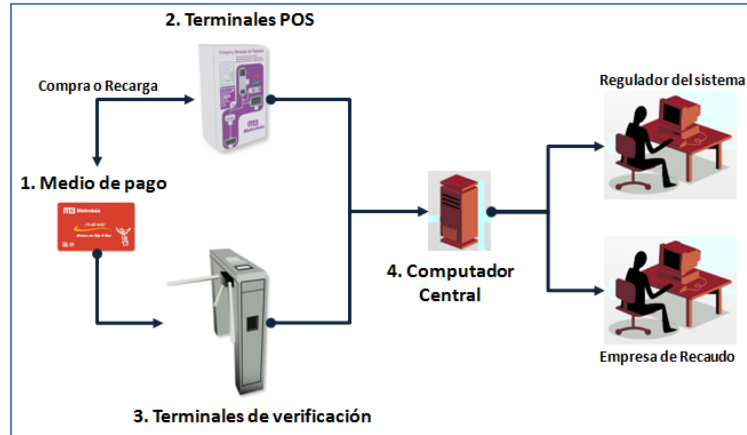 2. Terminales POS
Compra o Recarga
Regulador del sistema
1. Medio de pago
4. Computador
Central
Empresa de Recaudo
3. Terminales de verificación